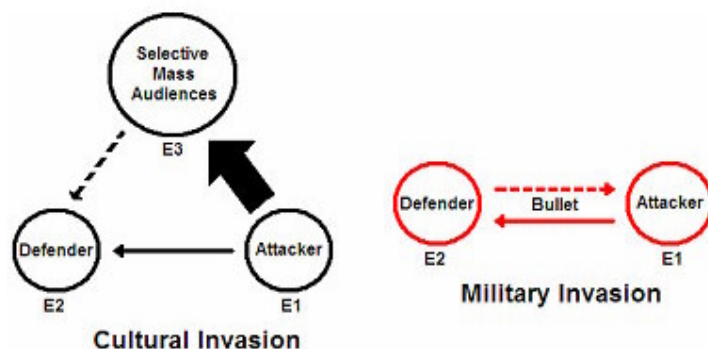 Selective
Mass
Audiences
E3
Defender
Attacker
E2
E1
Cultural Invasion
Defender
Bullet
Attacker
E2
E1
Military Invasion